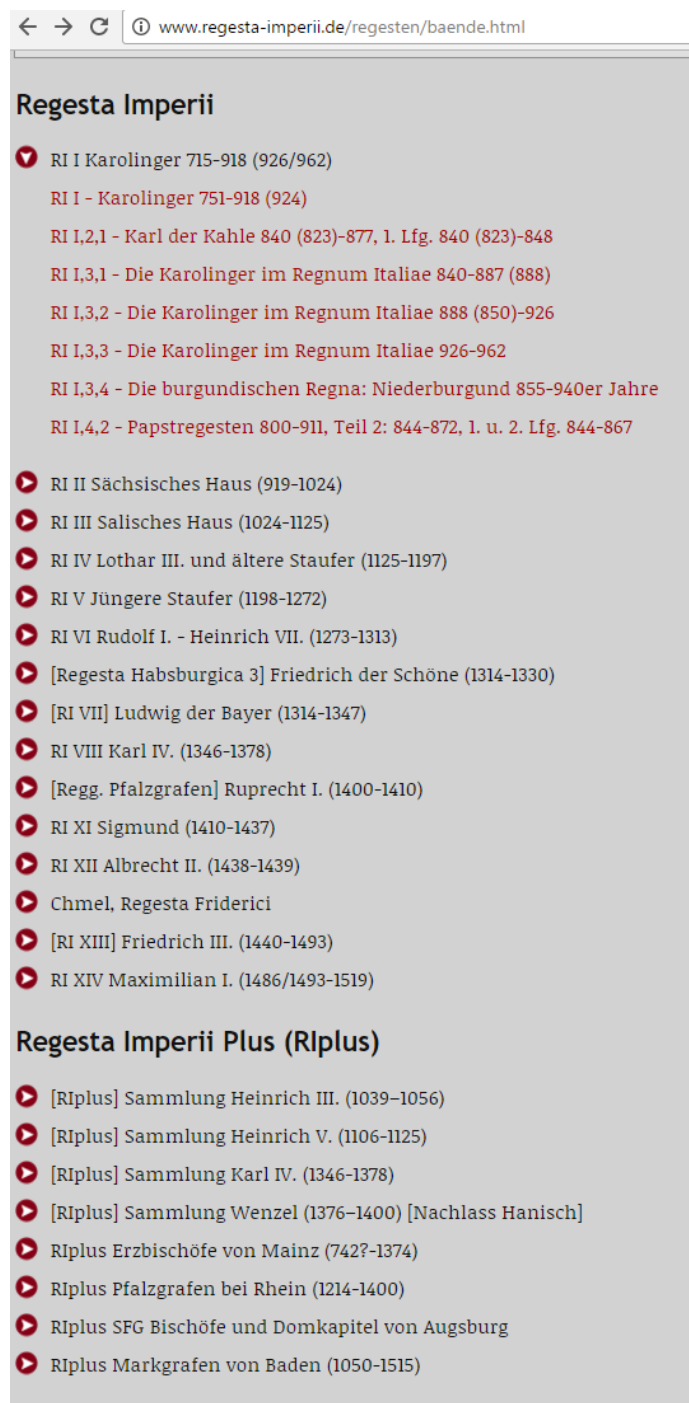 www.regesta-imperii.de/regesten/baende.html
Regesta Imperii
RI I Karolinger 715-918 (926/962)
RI I - Karolinger 751-918 (924)
RI I,2,1 - Karl der Kahle 840 (823)-877, 1. Lfg. 840 (823)-848
RI I,3,1 - Die Karolinger im Regnum Italiae 840-887 (888)
RI I,3,2 - Die Karolinger im Regnum Italiae 888 (850)-926
RI I,3,3 - Die Karolinger im Regnum Italiae 926-962
RI I,3,4 - Die burgundischen Regna: Niederburgund 855-940er Jahre
RI I,4,2 - Papstregesten 800-911, Teil 2: 844-872, 1. u. 2. Lfg. 844-867
RI II Sächsisches Haus (919-1024)
RI III Salisches Haus (1024-1125)
RI IV Lothar III. und ältere Staufer (1125-1197)
RI V Jüngere Staufer (1198-1272)
RI VI Rudolf I. - Heinrich VII. (1273-1313)
[Regesta Habsburgica 3] Friedrich der Schöne (1314-1330)
[RI VII] Ludwig der Bayer (1314-1347)
RI VIII Karl IV. (1346-1378)
[Regg. Pfalzgrafen] Ruprecht I. (1400-1410)
RI XI Sigmund (1410-1437)
RI XII Albrecht II. (1438-1439)
Chmel, Regesta Friderici
[RI XIII] Friedrich III. (1440-1493)
RI XIV Maximilian I. (1486/1493-1519)
Regesta Imperii Plus (RIplus)
[RIplus] Sammlung Heinrich III. (1039–1056)
[RIplus] Sammlung Heinrich V. (1106-1125)
[RIplus] Sammlung Karl IV. (1346-1378)
[RIplus] Sammlung Wenzel (1376–1400) [Nachlass Hanisch]
RIplus Erzbischöfe von Mainz (742?-1374)
RIplus Pfalzgrafen bei Rhein (1214-1400)
RIplus SFG Bischöfe und Domkapitel von Augsburg
RIplus Markgrafen von Baden (1050-1515)